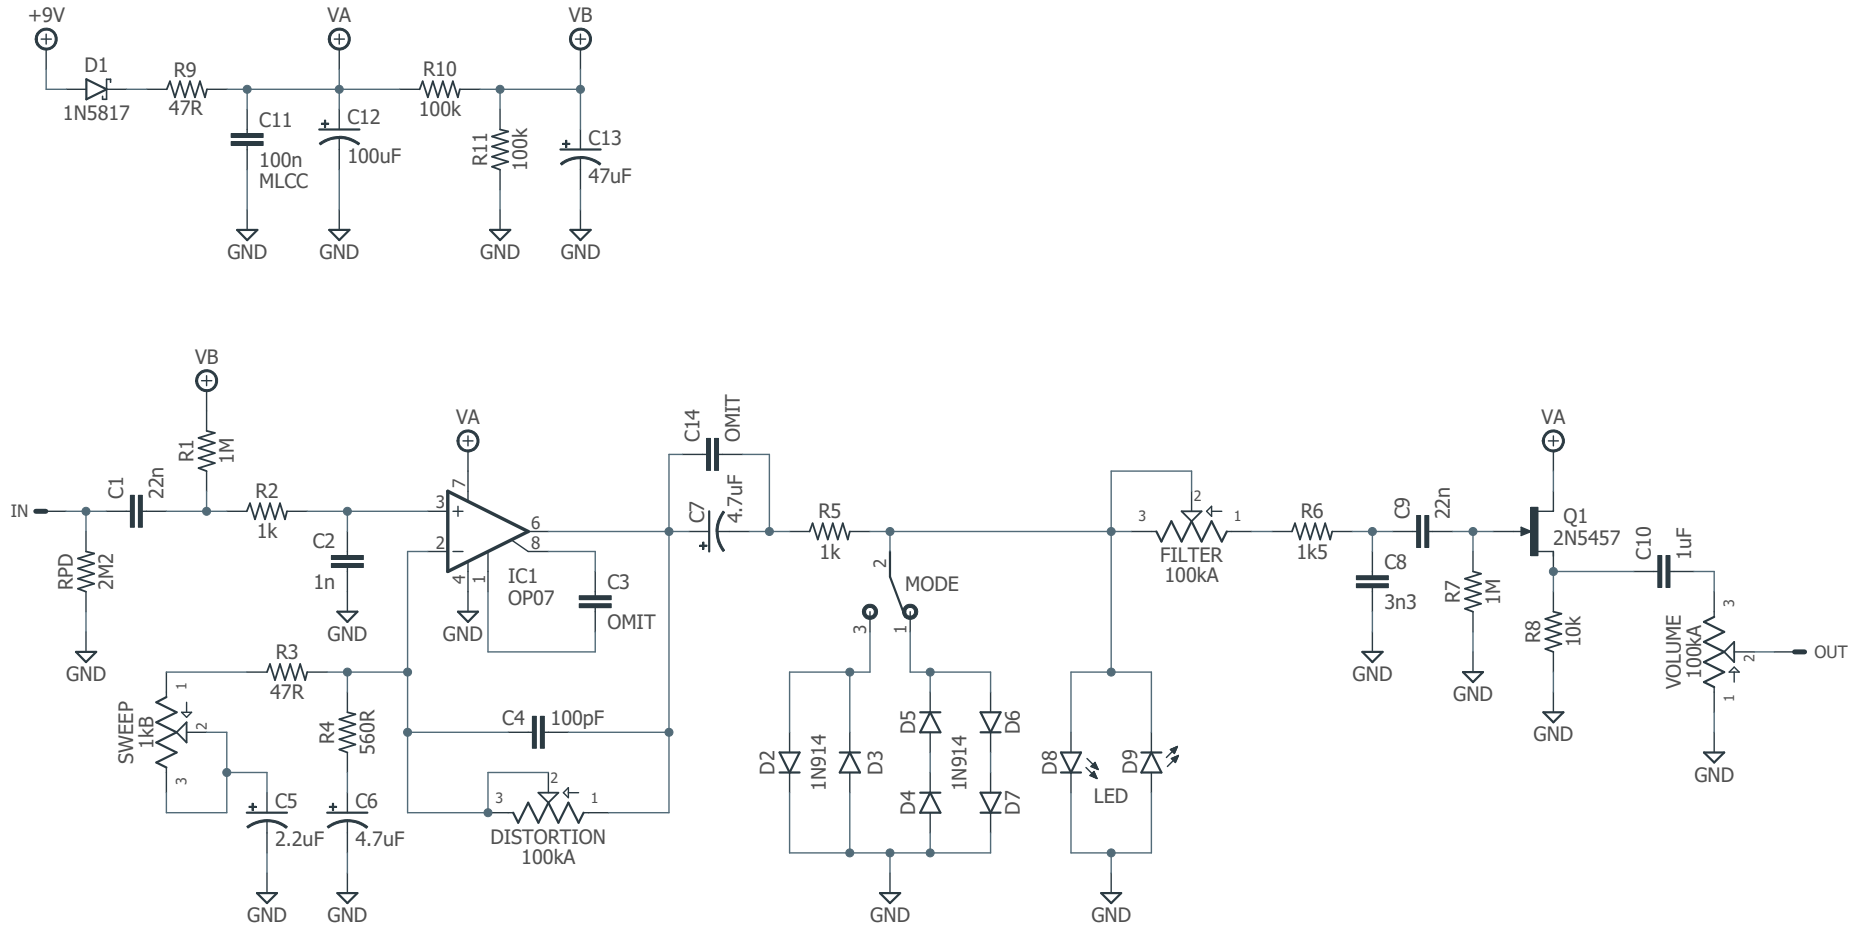 +9V
VA
VB
D1
1N5817
R9
47R
R10
100k
C11
100n
MLCC
C12
100uF
R11
100k
C13
47uF
GND
GND
GND
GND
VB
R1
1M
IN
C1
22n
RPD
2M2
GND
R2
1k
C2
1n
GND
VA
7
3
+
2
−
6
8
4
1
IC1
OP07
GND
C3
OMIT
C14
OMIT
C7
4.7uF
+
R5
1k
2
MODE
3
1
3
2
1
FILTER
100kA
R6
1k5
C8
3n3
GND
C9
22n
R7
1M
GND
VA
Q1
2N5457
R8
10k
GND
C10
1uF
VOLUME
100kA
3
2
1
OUT
GND
R3
47R
SWEEP
1kB
1
2
3
R4
560R
C5
2.2uF
+
GND
C6
4.7uF
+
GND
C4
100pF
3
2
1
DISTORTION
100kA
D2
1N914
D3
D5
D4
1N914
D6
D7
GND
D8
D9
LED
GND